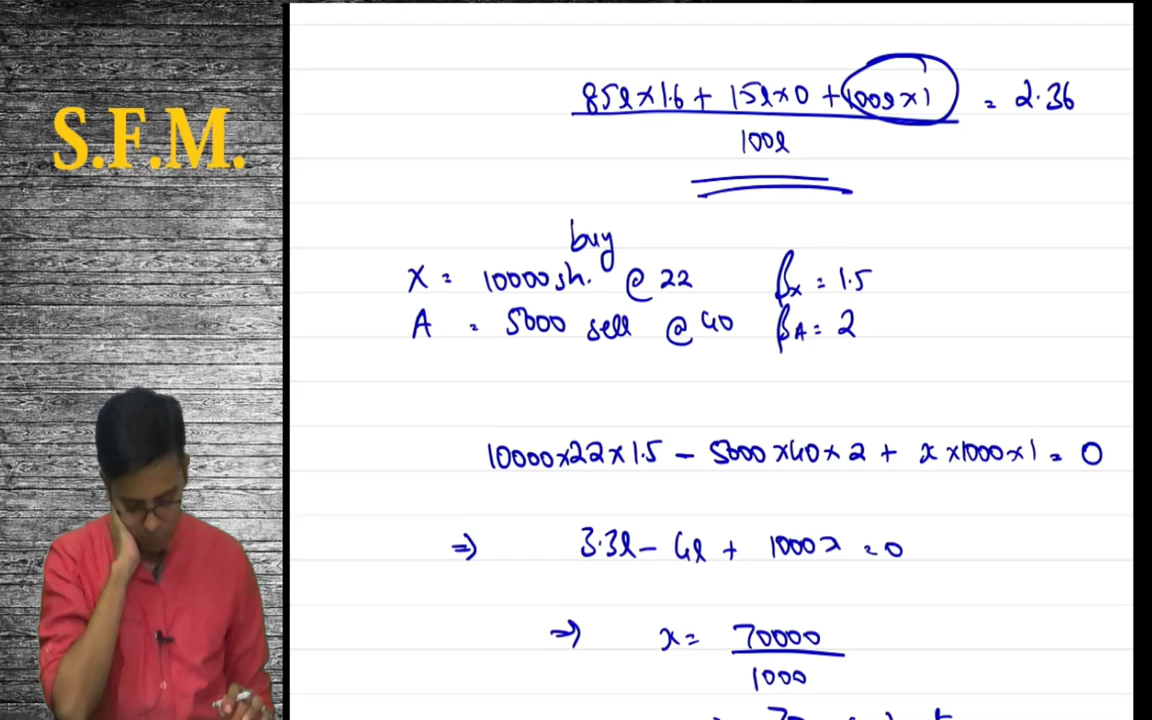 S.F.M.
85l×1.6 + 15l×0 + 100l×1 = 2.36
100l
buy
X = 10000 sh. @ 22 βx = 1.5
A = 5000 sell @ 40 βA = 2
10000×22×1.5 − 5000×40×2 + x×1000×1 = 0
⇒ 3.3l − 4l + 1000x = 0
⇒ x = 70000
1000